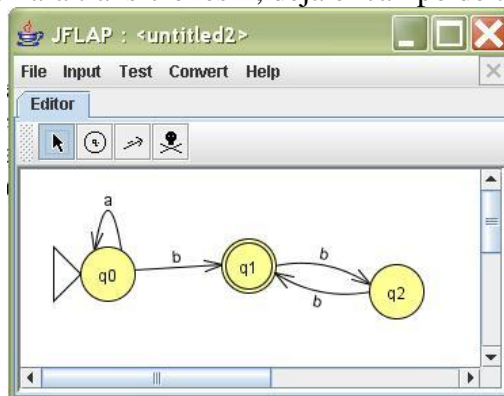 JFLAP : <untitled2>
File Input Test Convert Help
Editor
q
a
b
b
b
q0
q1
q2